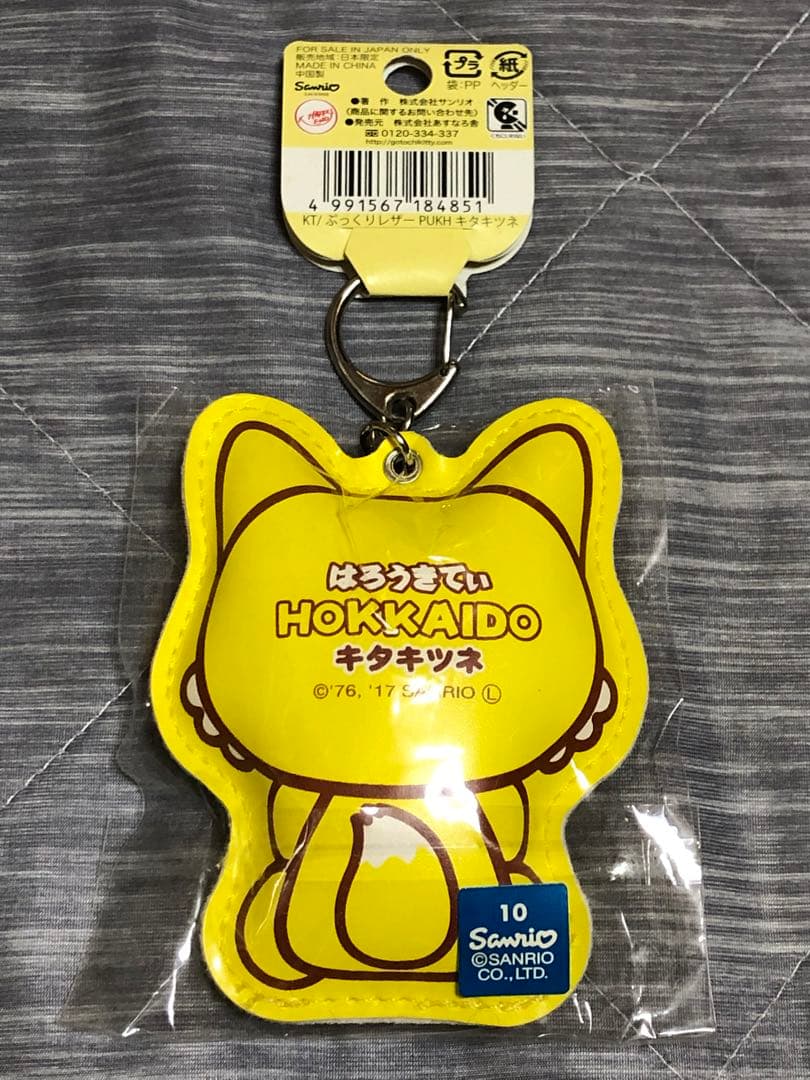 FOR SALE IN JAPAN ONLY
販売地域:日本限定
MADE IN CHINA
中国製
Sanrio
プラ
袋:PP
紙
ヘッダー
●著 作 株式会社サンリオ
〈商品に関するお問い合わせ先〉
●発売元 株式会社あすなろ舎
0120-334-337
http://gotochikitty.com
4 991567 184851
KT/ ぷっくりレザー PUKH キタキツネ
はろうきてぃ
HOKKAIDO
キタキツネ
©'76, '17 SANRIO Ⓛ
10
Sanrio
©SANRIO
CO.,LTD.